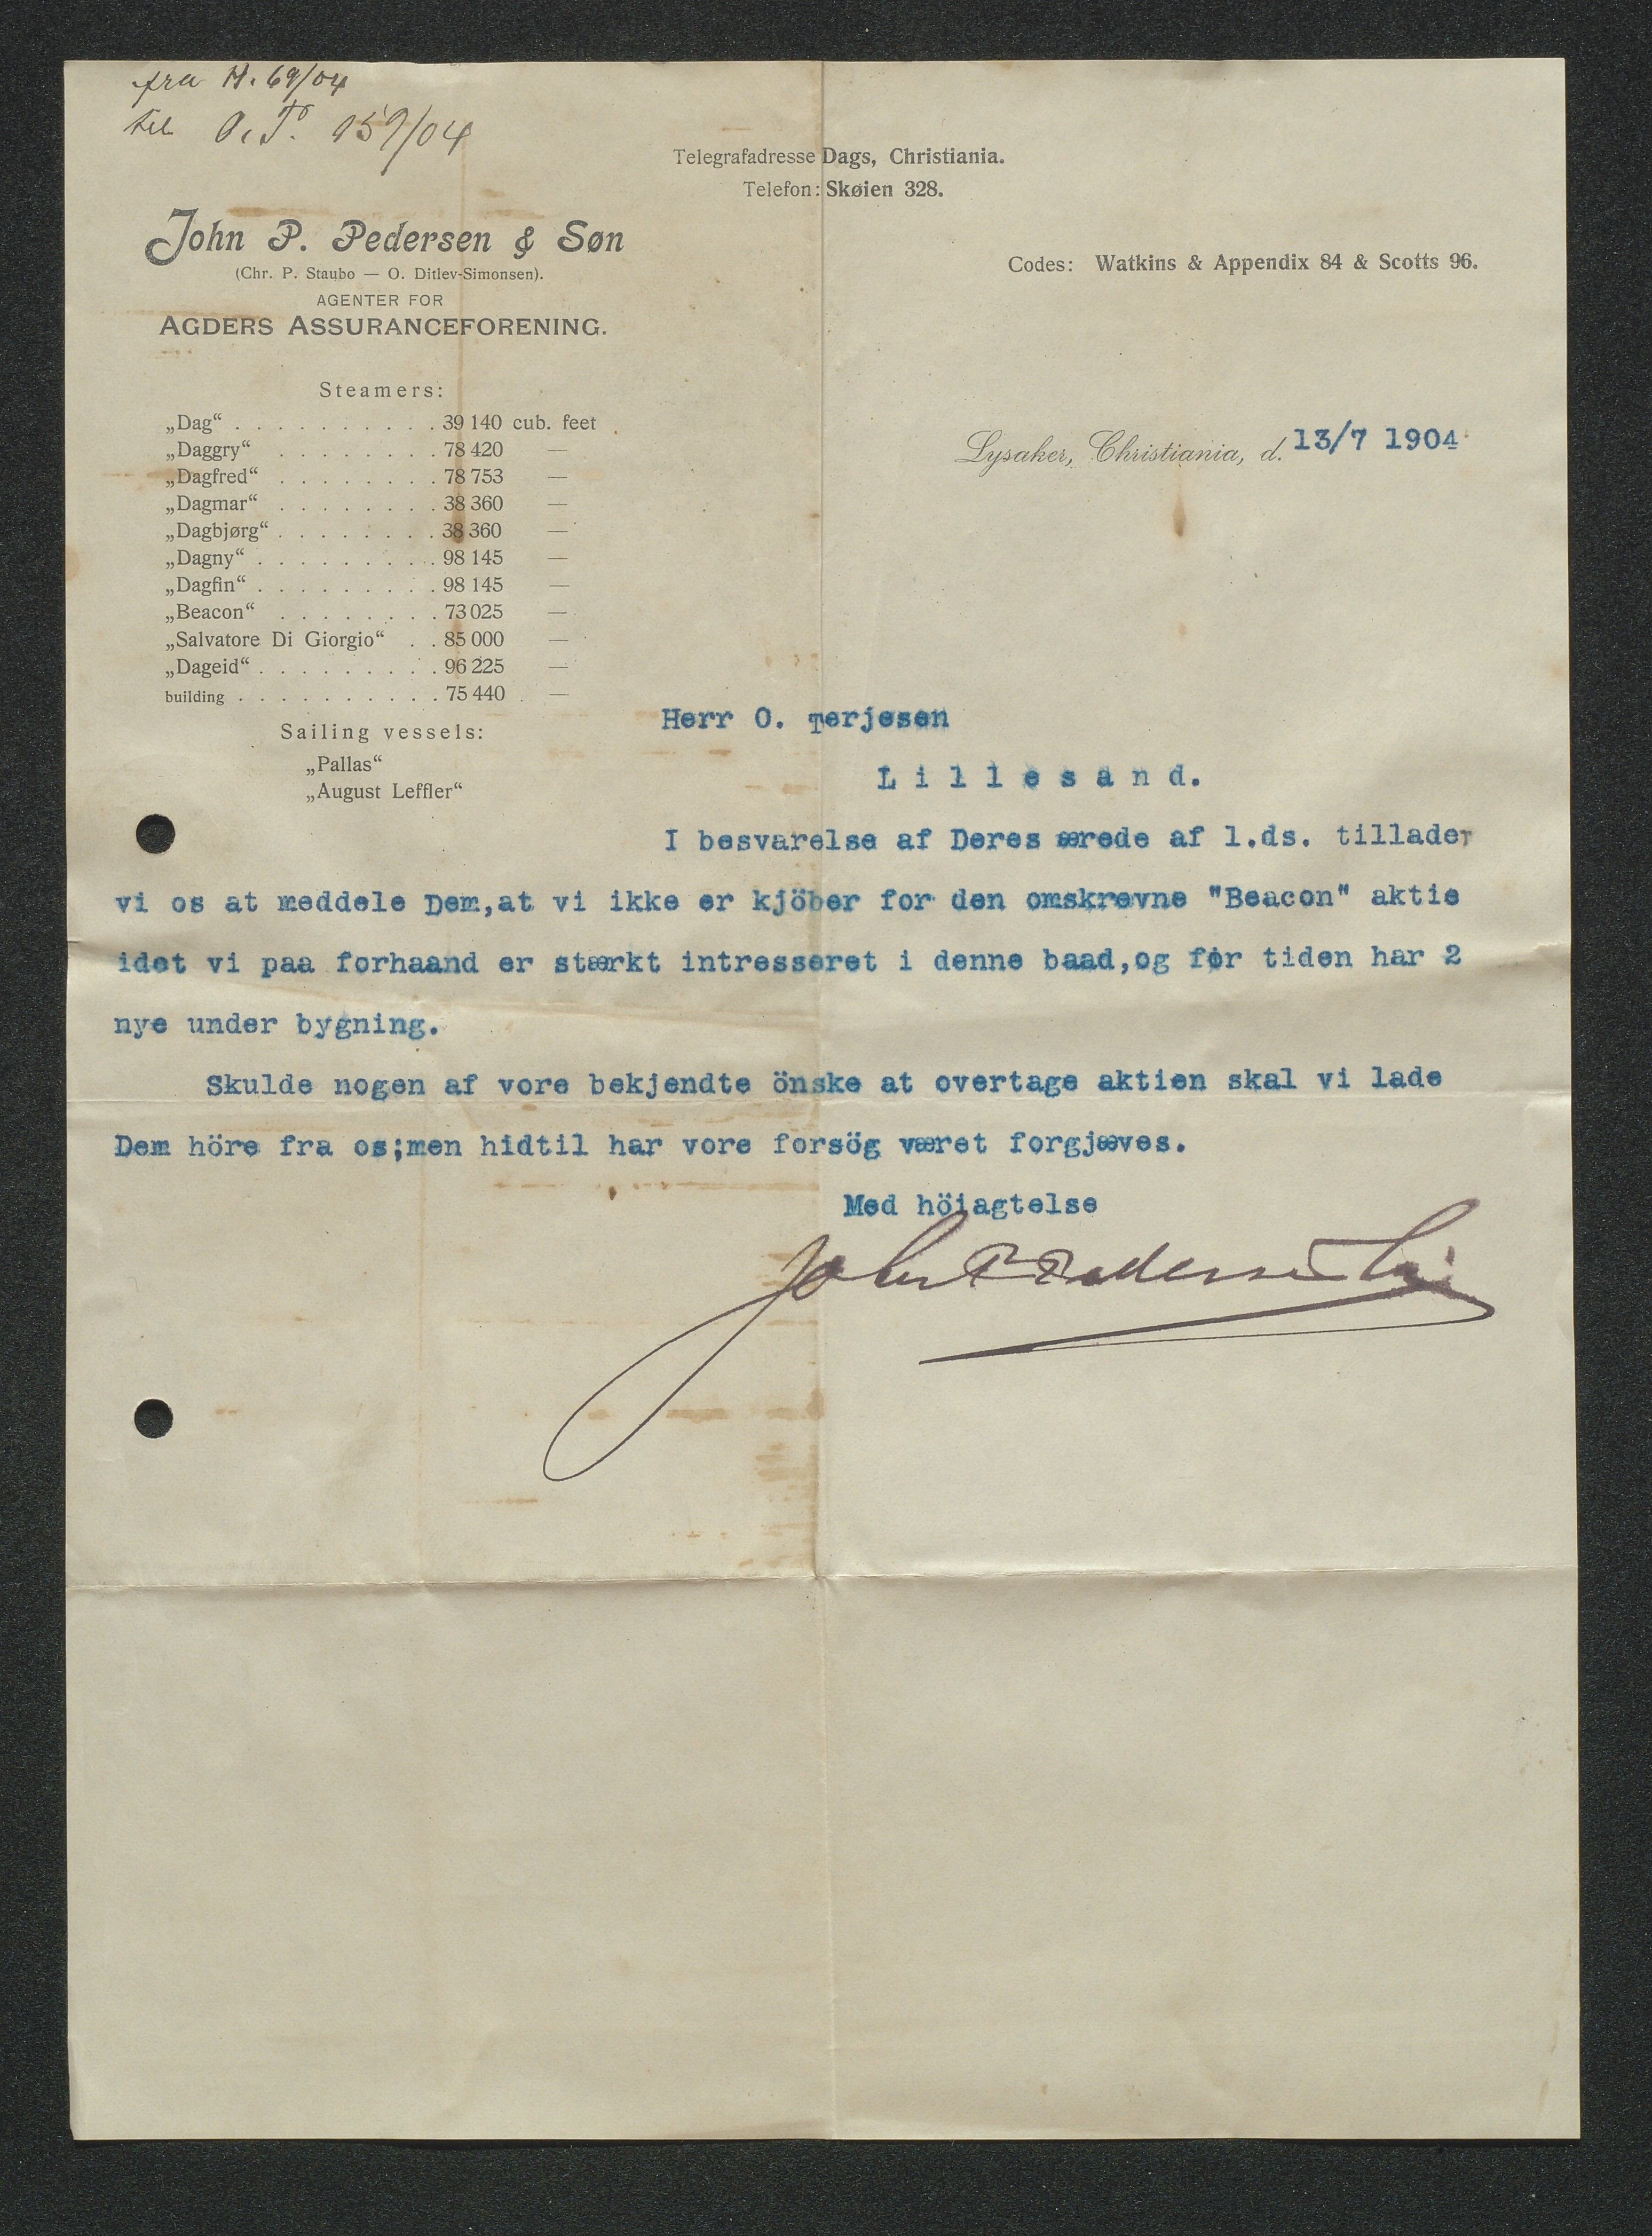 fra H. 69/04
til O. T. 159/04
Telegrafadresse Dags, Christiania.
Telefon: Skøien 328.
John P. Pedersen & Søn
(Chr. P. Staubo — O. Ditlev-Simonsen).
AGENTER FOR
AGDERS ASSURANCEFORENING.
Codes: Watkins & Appendix 84 & Scotts 96.
Steamers:
„Dag“ . . . . . . . . . . 39 140 cub. feet
„Daggry“ . . . . . . . . 78 420 —
„Dagfred“ . . . . . . . . 78 753 —
„Dagmar“ . . . . . . . . 38 360 —
„Dagbjørg“ . . . . . . . . 38 360 —
„Dagny“ . . . . . . . . . 98 145 —
„Dagfin“ . . . . . . . . . 98 145 —
„Beacon“ . . . . . . . . 73 025 —
„Salvatore Di Giorgio“ . . 85 000 —
„Dageid“ . . . . . . . . . 96 225 —
building . . . . . . . . . . 75 440 —
Sailing vessels:
„Pallas“
„August Leffler“
Lysaker, Christiania, d. 13/7 1904
Herr O. Terjesen
Lillesand.
I besvarelse af Deres ærede af 1.ds. tillader
vi os at meddele Dem,at vi ikke er kjöber for den omskrevne "Beacon" aktie
idet vi paa forhaand er stærkt intresseret i denne baad,og for tiden har 2
nye under bygning.
Skulde nogen af vore bekjendte önske at overtage aktien skal vi lade
Dem höre fra os;men hidtil har vore forsög været forgjæves.
Med höiagtelse
John P Pedersen & Søn